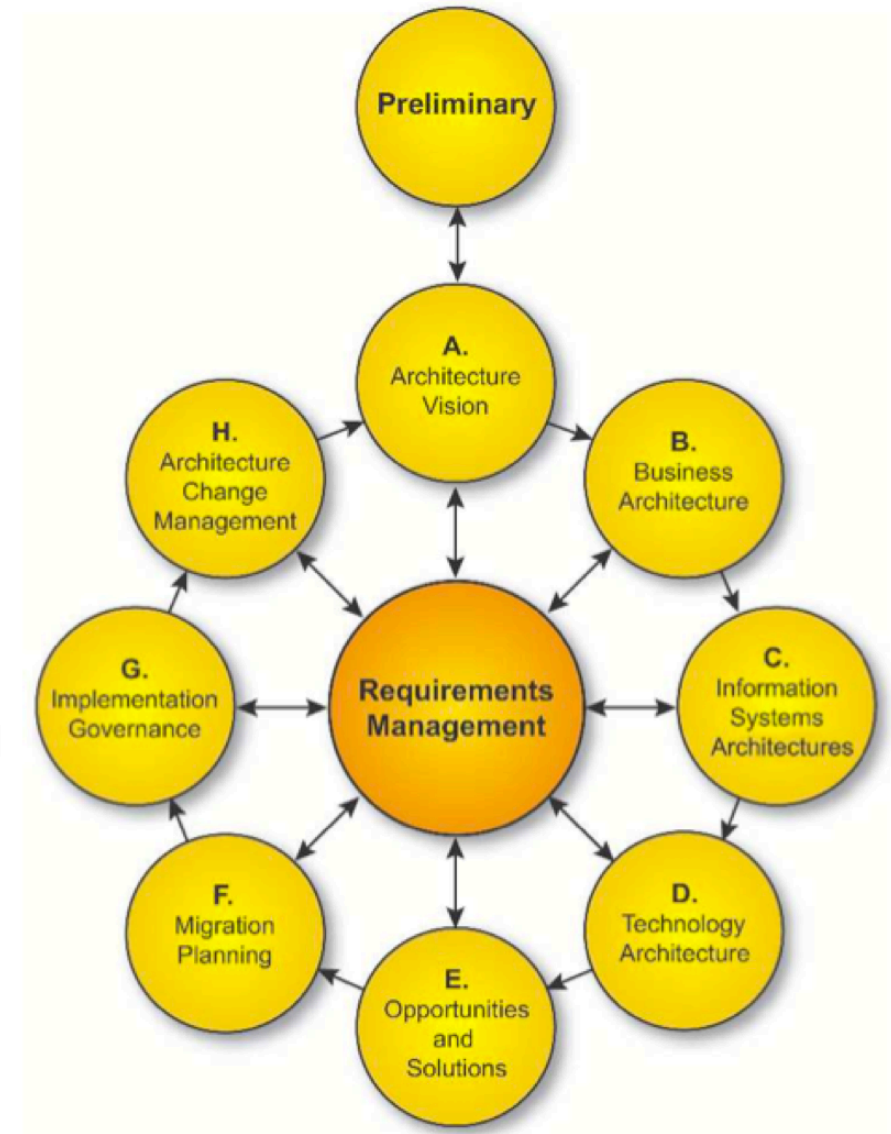 Preliminary
A.
Architecture
Vision
B.
Business
Architecture
C.
Information
Systems
Architectures
D.
Technology
Architecture
E.
Opportunities
and
Solutions
F.
Migration
Planning
G.
Implementation
Governance
H.
Architecture
Change
Management
Requirements
Management